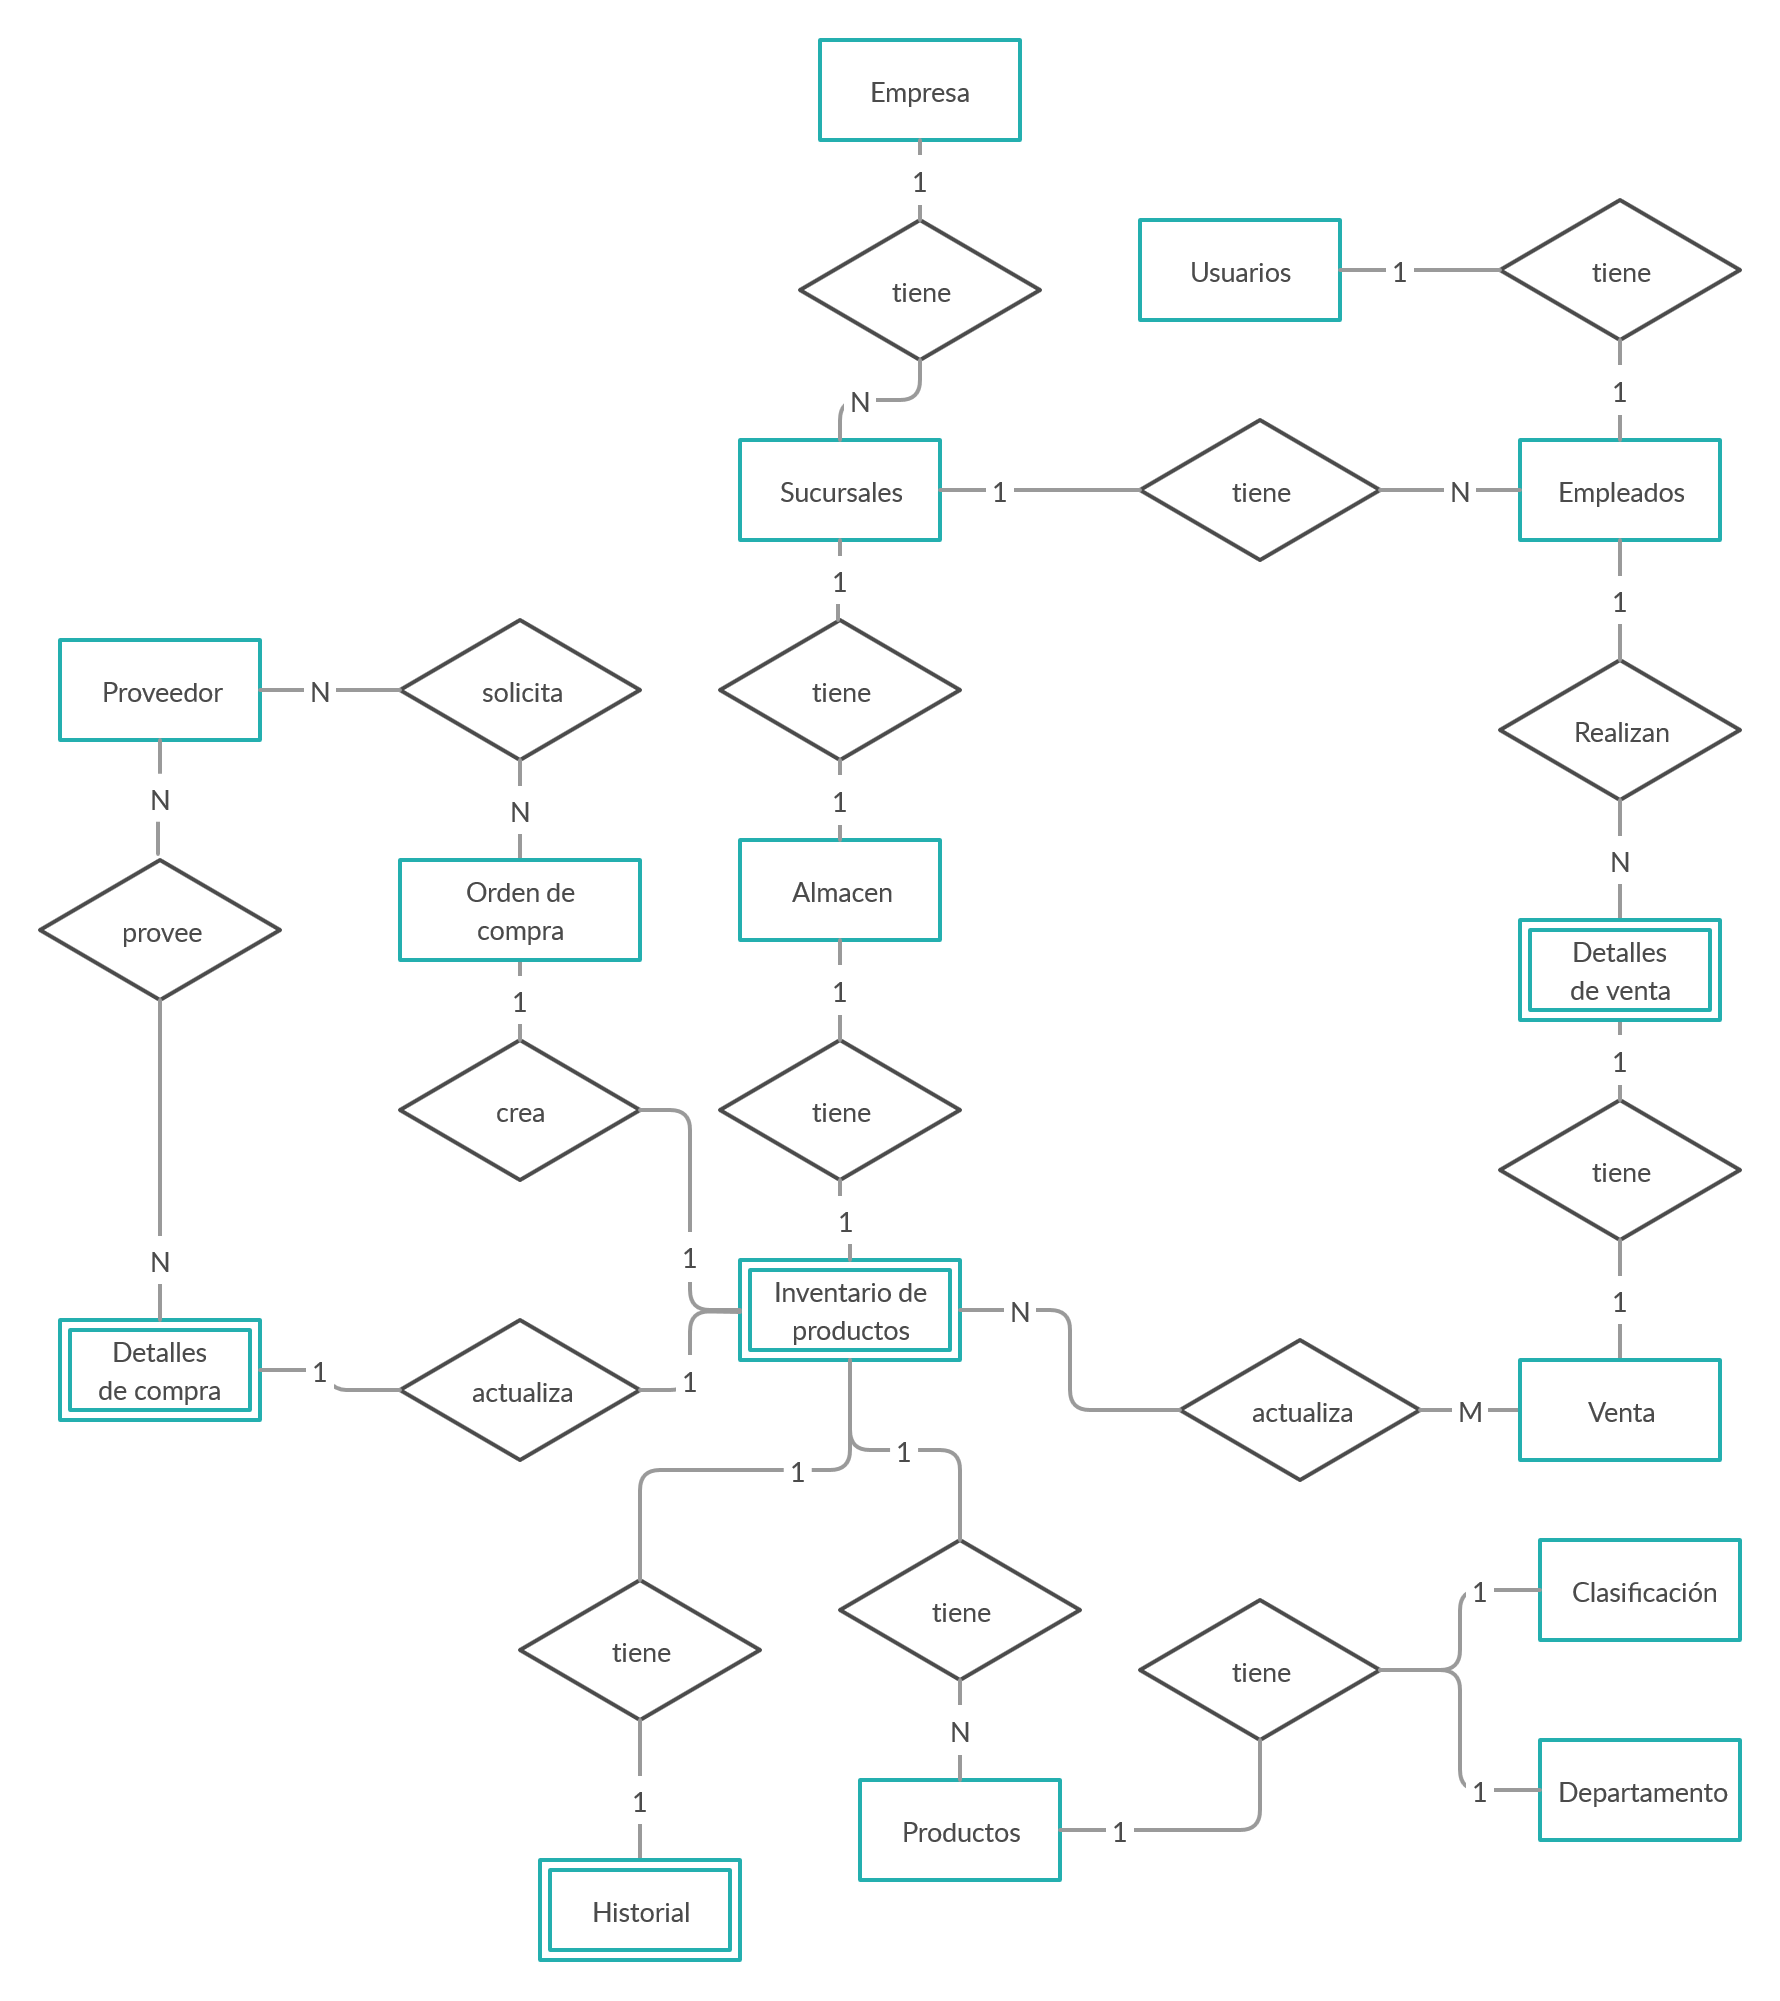 Empresa
1
tiene
Usuarios
1
tiene
N
1
Sucursales
1
tiene
N
Empleados
1
1
Proveedor
N
solicita
tiene
Realizan
N
N
1
N
Orden de
compra
Almacen
provee
Detalles
de venta
1
1
1
crea
tiene
tiene
1
1
N
Inventario de
productos
N
1
Detalles
de compra
1
actualiza
1
actualiza
M
Venta
1
1
tiene
tiene
tiene
1
Clasificación
N
1
Productos
1
1
Departamento
Historial